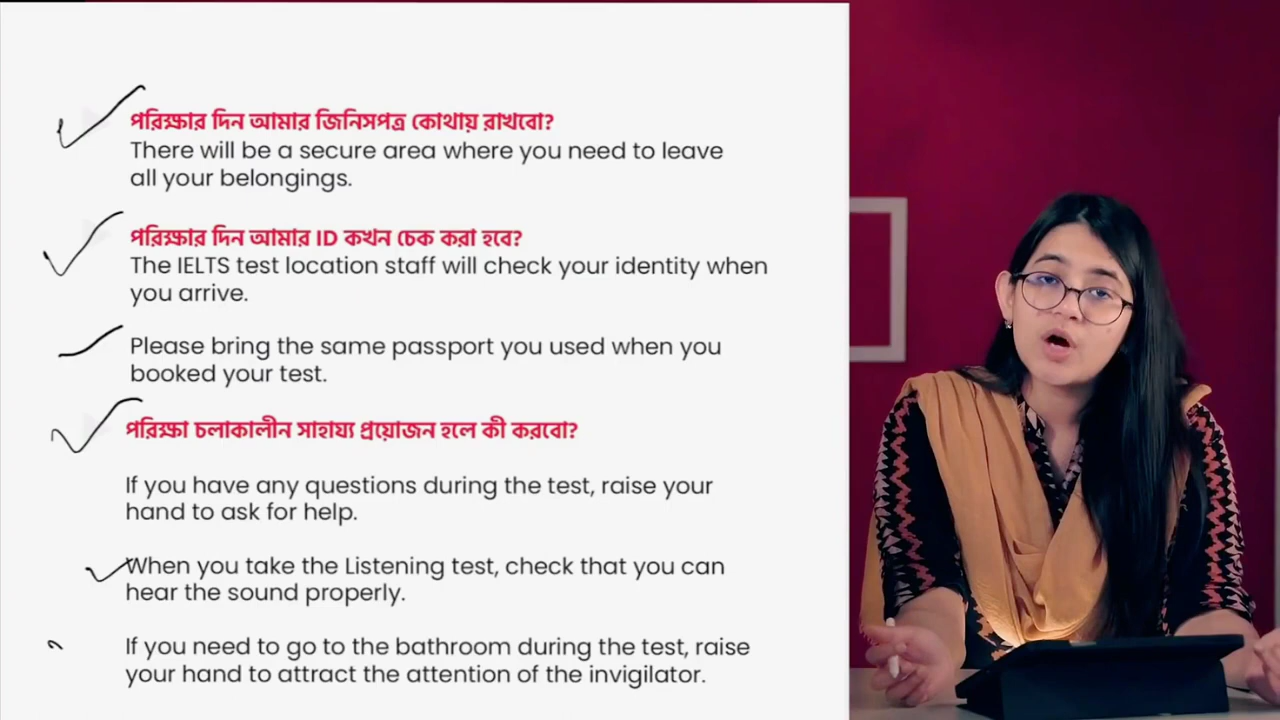 পরিক্ষার দিন আমার জিনিসপত্র কোথায় রাখবো?
There will be a secure area where you need to leave
all your belongings.
পরিক্ষার দিন আমার ID কখন চেক করা হবে?
The IELTS test location staff will check your identity when
you arrive.
Please bring the same passport you used when you
booked your test.
পরিক্ষা চলাকালীন সাহায্য প্রয়োজন হলে কী করবো?
If you have any questions during the test, raise your
hand to ask for help.
When you take the Listening test, check that you can
hear the sound properly.
If you need to go to the bathroom during the test, raise
your hand to attract the attention of the invigilator.